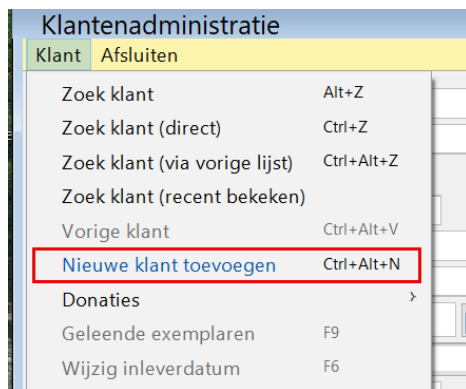 Klantenadministratie
Klant Afsluiten
Zoek klant Alt+Z
Zoek klant (direct) Ctrl+Z
Zoek klant (via vorige lijst) Ctrl+Alt+Z
Zoek klant (recent bekeken)
Vorige klant Ctrl+Alt+V
Nieuwe klant toevoegen Ctrl+Alt+N
Donaties
Geleende exemplaren F9
Wijzig inleverdatum F6